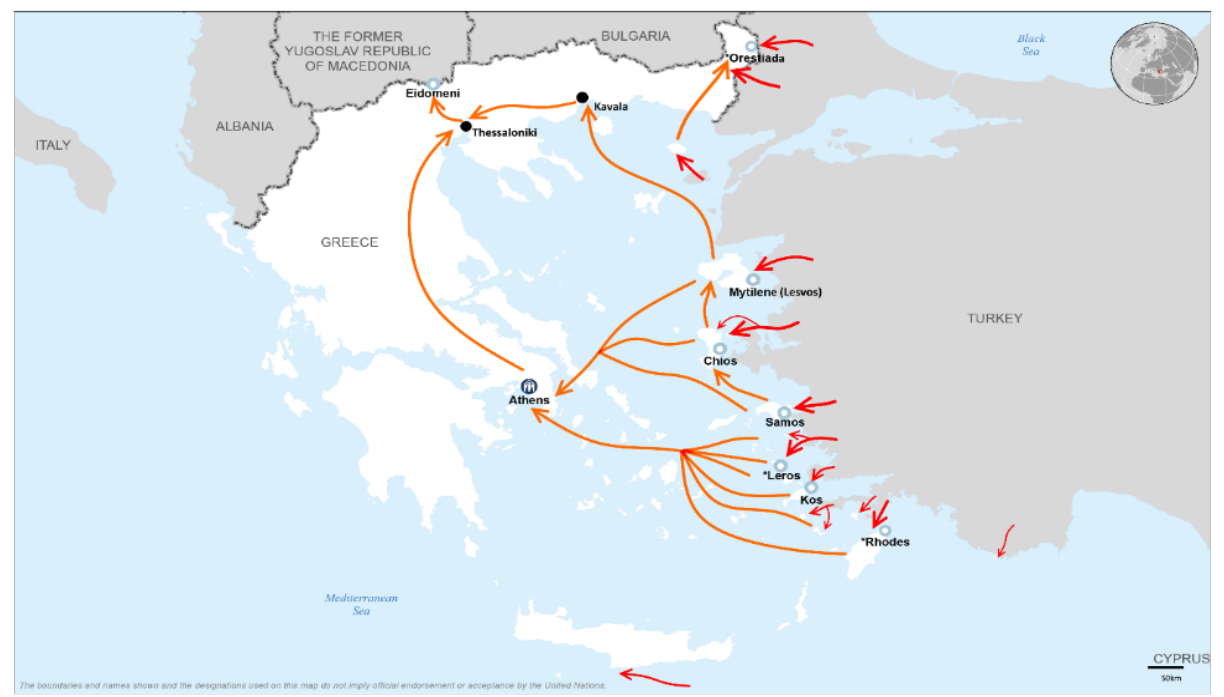 THE FORMER
YUGOSLAV REPUBLIC
OF MACEDONIA
BULGARIA
Black
Sea
*Orestiada
Eidomeni
Kavala
Thessaloniki
ALBANIA
ITALY
GREECE
Mytilene (Lesvos)
TURKEY
Chios
Athens
Samos
*Leros
Kos
*Rhodes
Mediterranean
Sea
CYPRUS
50km
The boundaries and names shown and the designations used on this map do not imply official endorsement or acceptance by the United Nations.